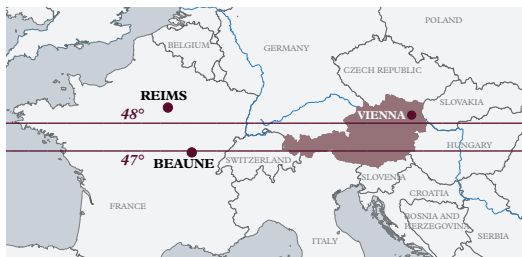 POLAND
BELGIUM
GERMANY
CZECH REPUBLIC
REIMS
SLOVAKIA
48°
VIENNA
HUNGARY
47°
BEAUNE
SWITZERLAND
SLOVENIA
CROATIA
FRANCE
BOSNIA AND
HERZEGOVINA
SERBIA
ITALY